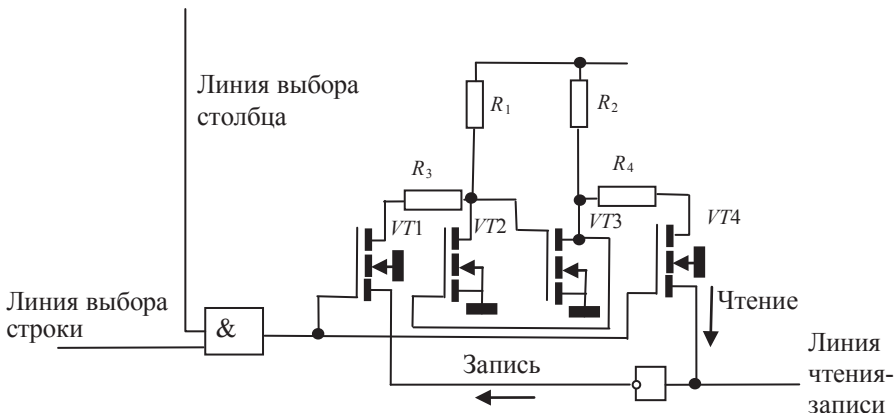 Линия выбора
столбца
R1
R2
R3
R4
VT1
VT2
VT3
VT4
Линия выбора
строки
&
Чтение
Запись
Линия
чтения-
записи